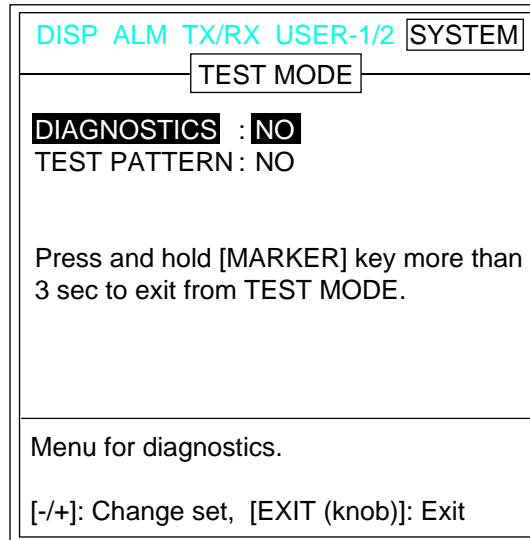 DISP ALM TX/RX USER-1/2 SYSTEM
TEST MODE
DIAGNOSTICS : NO
TEST PATTERN : NO
Press and hold [MARKER] key more than
3 sec to exit from TEST MODE.
Menu for diagnostics.
[-/+]: Change set, [EXIT (knob)]: Exit